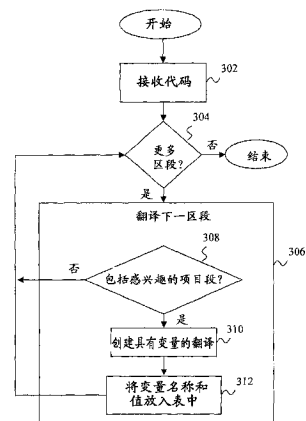 开始
接收代码
302
304
更多
区段?
否
结束
是
翻译下一区段
308
306
否
包括感兴趣的项目段?
是
310
创建具有变量的翻译
312
将变量名称和
值放入表中